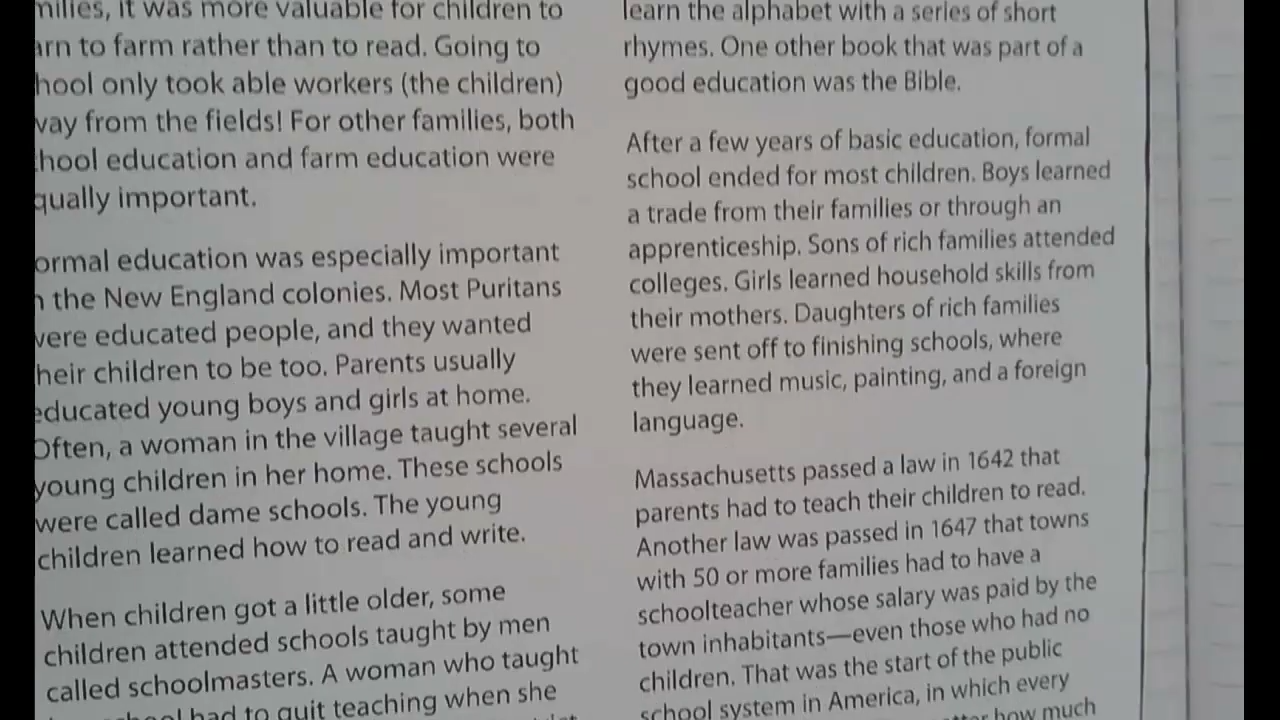 it was more valuable for children to
to farm rather than to read. Going to
only took able workers (the children)
from the fields! For other families, both
education and farm education were
important.
education was especially important
the New England colonies. Most Puritans
educated people, and they wanted
children to be too. Parents usually
educated young boys and girls at home.
Often, a woman in the village taught several
young children in her home. These schools
were called dame schools. The young
children learned how to read and write.
When children got a little older, some
children attended schools taught by men
called schoolmasters. A woman who taught
had to quit teaching when she
learn the alphabet with a series of short
rhymes. One other book that was part of a
good education was the Bible.
After a few years of basic education, formal
school ended for most children. Boys learned
a trade from their families or through an
apprenticeship. Sons of rich families attended
colleges. Girls learned household skills from
their mothers. Daughters of rich families
were sent off to finishing schools, where
they learned music, painting, and a foreign
language.
Massachusetts passed a law in 1642 that
parents had to teach their children to read.
Another law was passed in 1647 that towns
with 50 or more families had to have a
schoolteacher whose salary was paid by the
town inhabitants—even those who had no
children. That was the start of the public
school system in America, in which every
how much